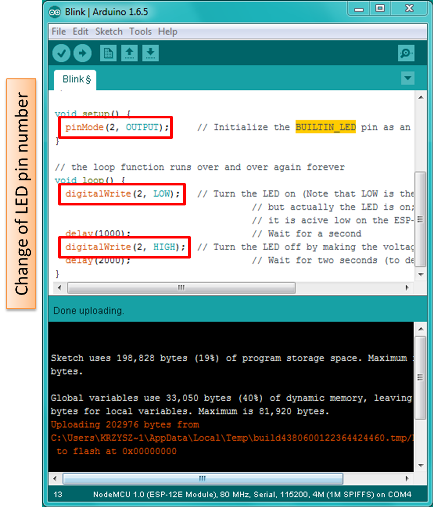 Change of LED pin number
Blink | Arduino 1.6.5
File Edit Sketch Tools Help
Blink §
void setup() {
pinMode(2, OUTPUT); // Initialize the BUILTIN_LED pin as an
}
// the loop function runs over and over again forever
void loop() {
digitalWrite(2, LOW); // Turn the LED on (Note that LOW is the
// but actually the LED is on;
// it is acive low on the ESP-
delay(1000); // Wait for a second
digitalWrite(2, HIGH); // Turn the LED off by making the voltag
delay(2000); // Wait for two seconds (to de
}
Done uploading.
Sketch uses 198,828 bytes (19%) of program storage space. Maximum
bytes.
Global variables use 33,050 bytes (40%) of dynamic memory, leaving
bytes for local variables. Maximum is 81,920 bytes.
Uploading 202976 bytes from
C:\Users\KRZYSZ~1\AppData\Local\Temp\build4380600122364424460.tmp/
to flash at 0x00000000
13 NodeMCU 1.0 (ESP-12E Module), 80 MHz, Serial, 115200, 4M (1M SPIFFS) on COM4